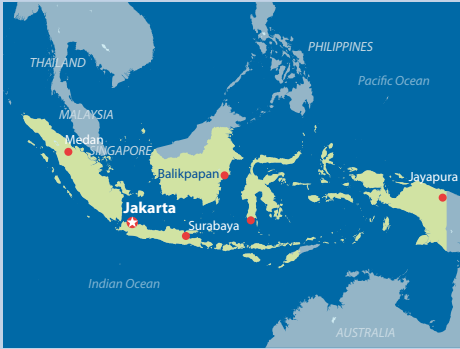 PHILIPPINES
THAILAND
Pacific Ocean
MALAYSIA
Medan
SINGAPORE
Balikpapan
Jayapura
Jakarta
Surabaya
Indian Ocean
AUSTRALIA